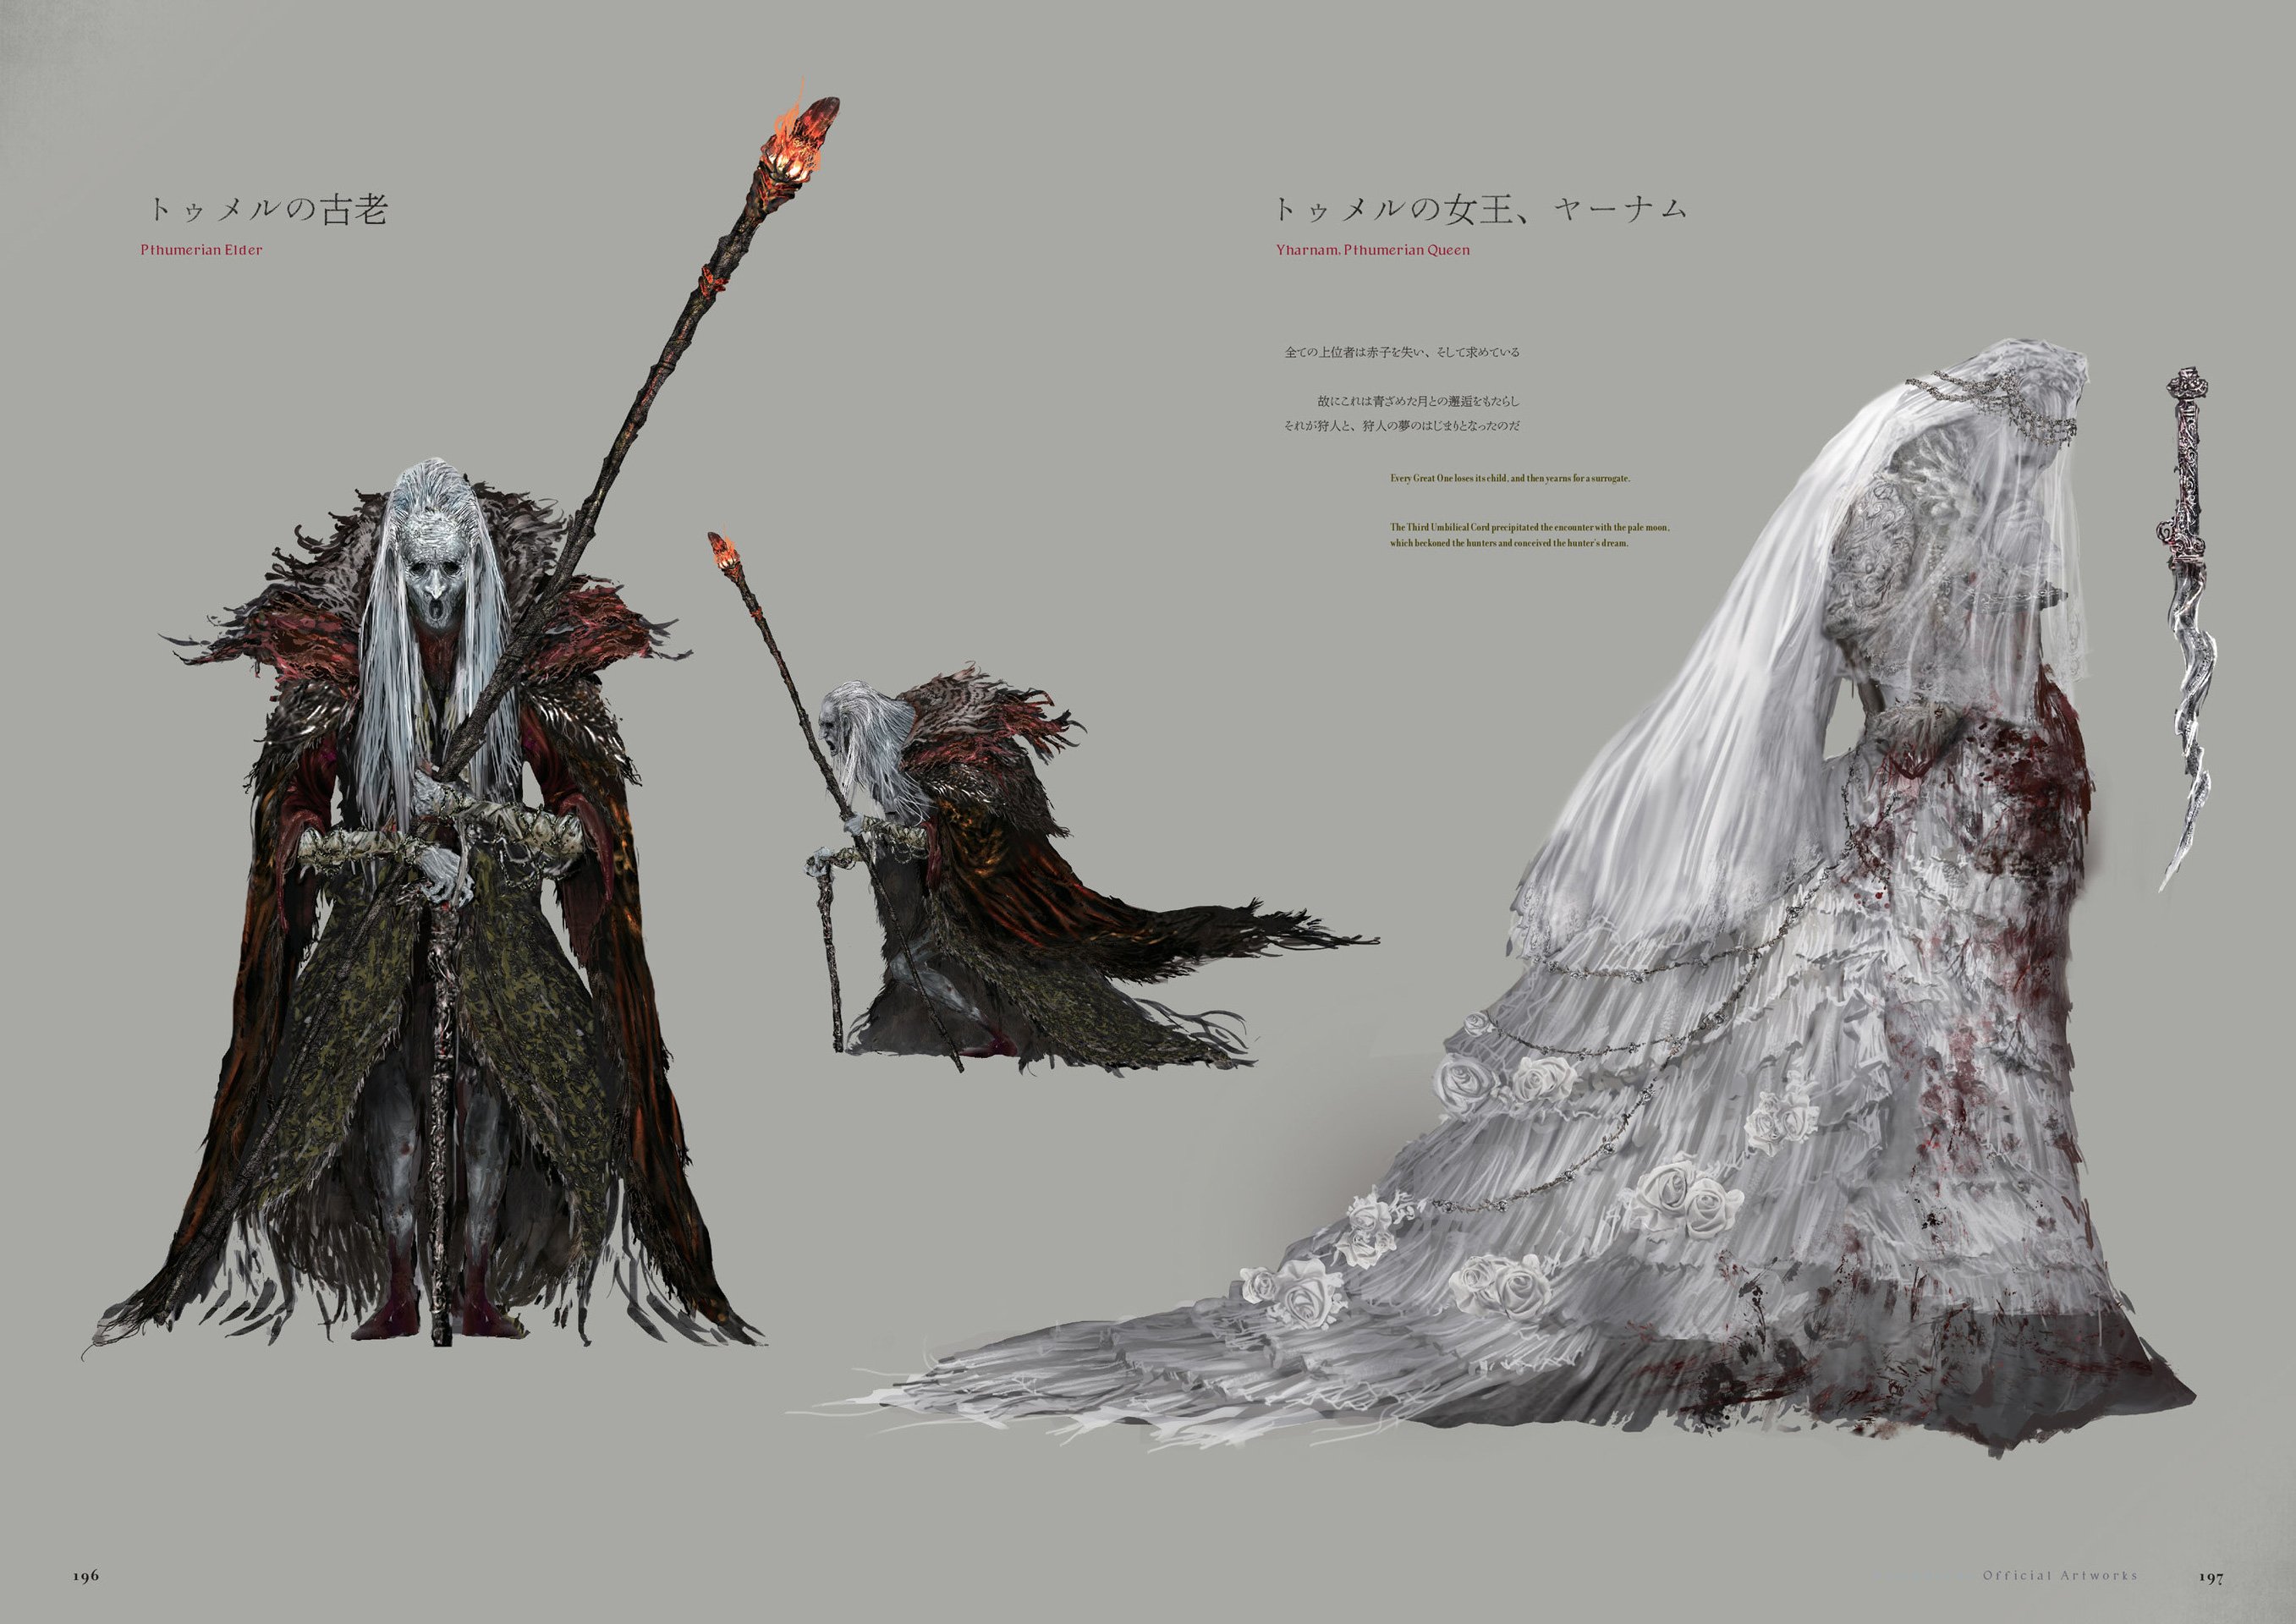 トゥメルの古老
Pthumerian Elder
トゥメルの女王、ヤーナム
Yharnam, Pthumerian Queen
全ての上位者は赤子を失い、そして求めている
故にこれは青ざめた月との邂逅をもたらし
それが狩人と、狩人の夢のはじまりとなったのだ
Every Great One loses its child, and then yearns for a surrogate.
The Third Umbilical Cord precipitated the encounter with the pale moon,
which beckoned the hunters and conceived the hunter's dream.
196
Official Artworks
197